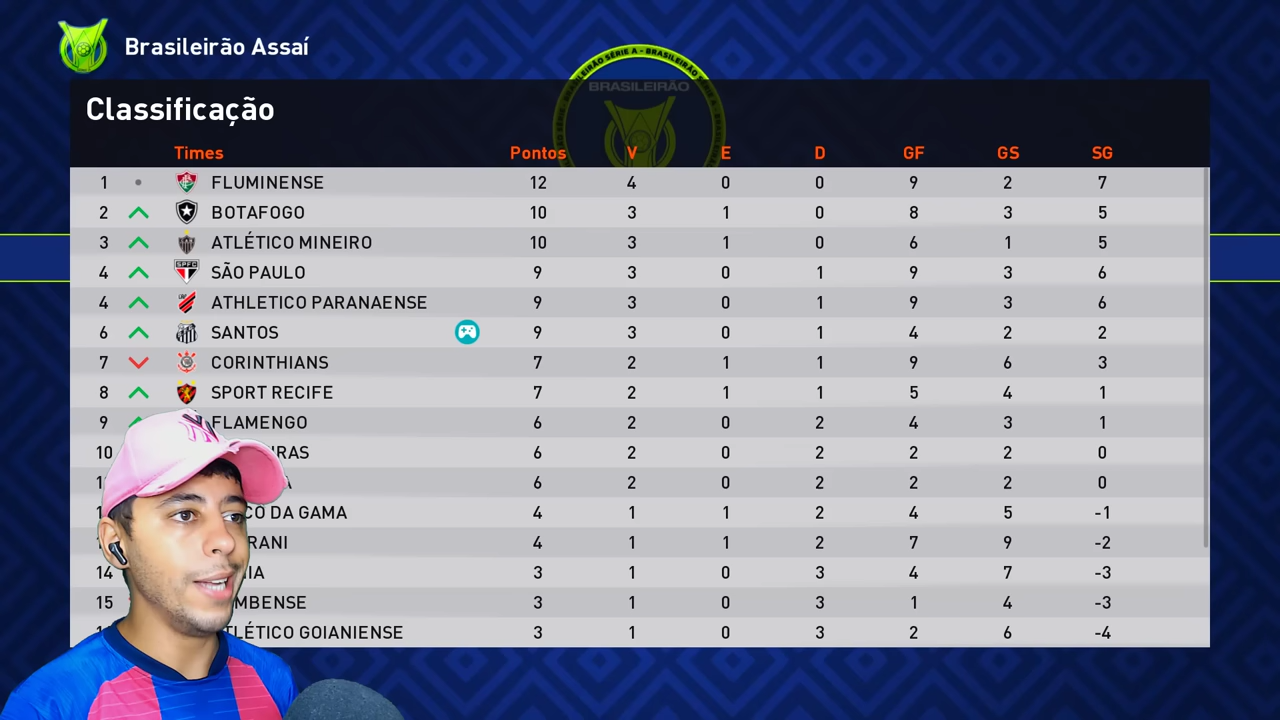 Brasileirão Assaí
BRASILEIRÃO SÉRIE A - BRASILEIRÃO
BRASILEIRÃO
Classificação
Times Pontos V E D GF GS SG
1 FLUMINENSE 12 4 0 0 9 2 7
2 BOTAFOGO 10 3 1 0 8 3 5
3 ATLÉTICO MINEIRO 10 3 1 0 6 1 5
4 SÃO PAULO 9 3 0 1 9 3 6
4 ATHLETICO PARANAENSE 9 3 0 1 9 3 6
6 SANTOS 9 3 0 1 4 2 2
7 CORINTHIANS 7 2 1 1 9 6 3
8 SPORT RECIFE 7 2 1 1 5 4 1
9 FLAMENGO 6 2 0 2 4 3 1
10 6 2 0 2 2 2 0
6 2 0 2 2 2 0
DA GAMA 4 1 1 2 4 5 -1
4 1 1 2 7 9 -2
14 3 1 0 3 4 7 -3
15 3 1 0 3 1 4 -3
GOIANIENSE 3 1 0 3 2 6 -4